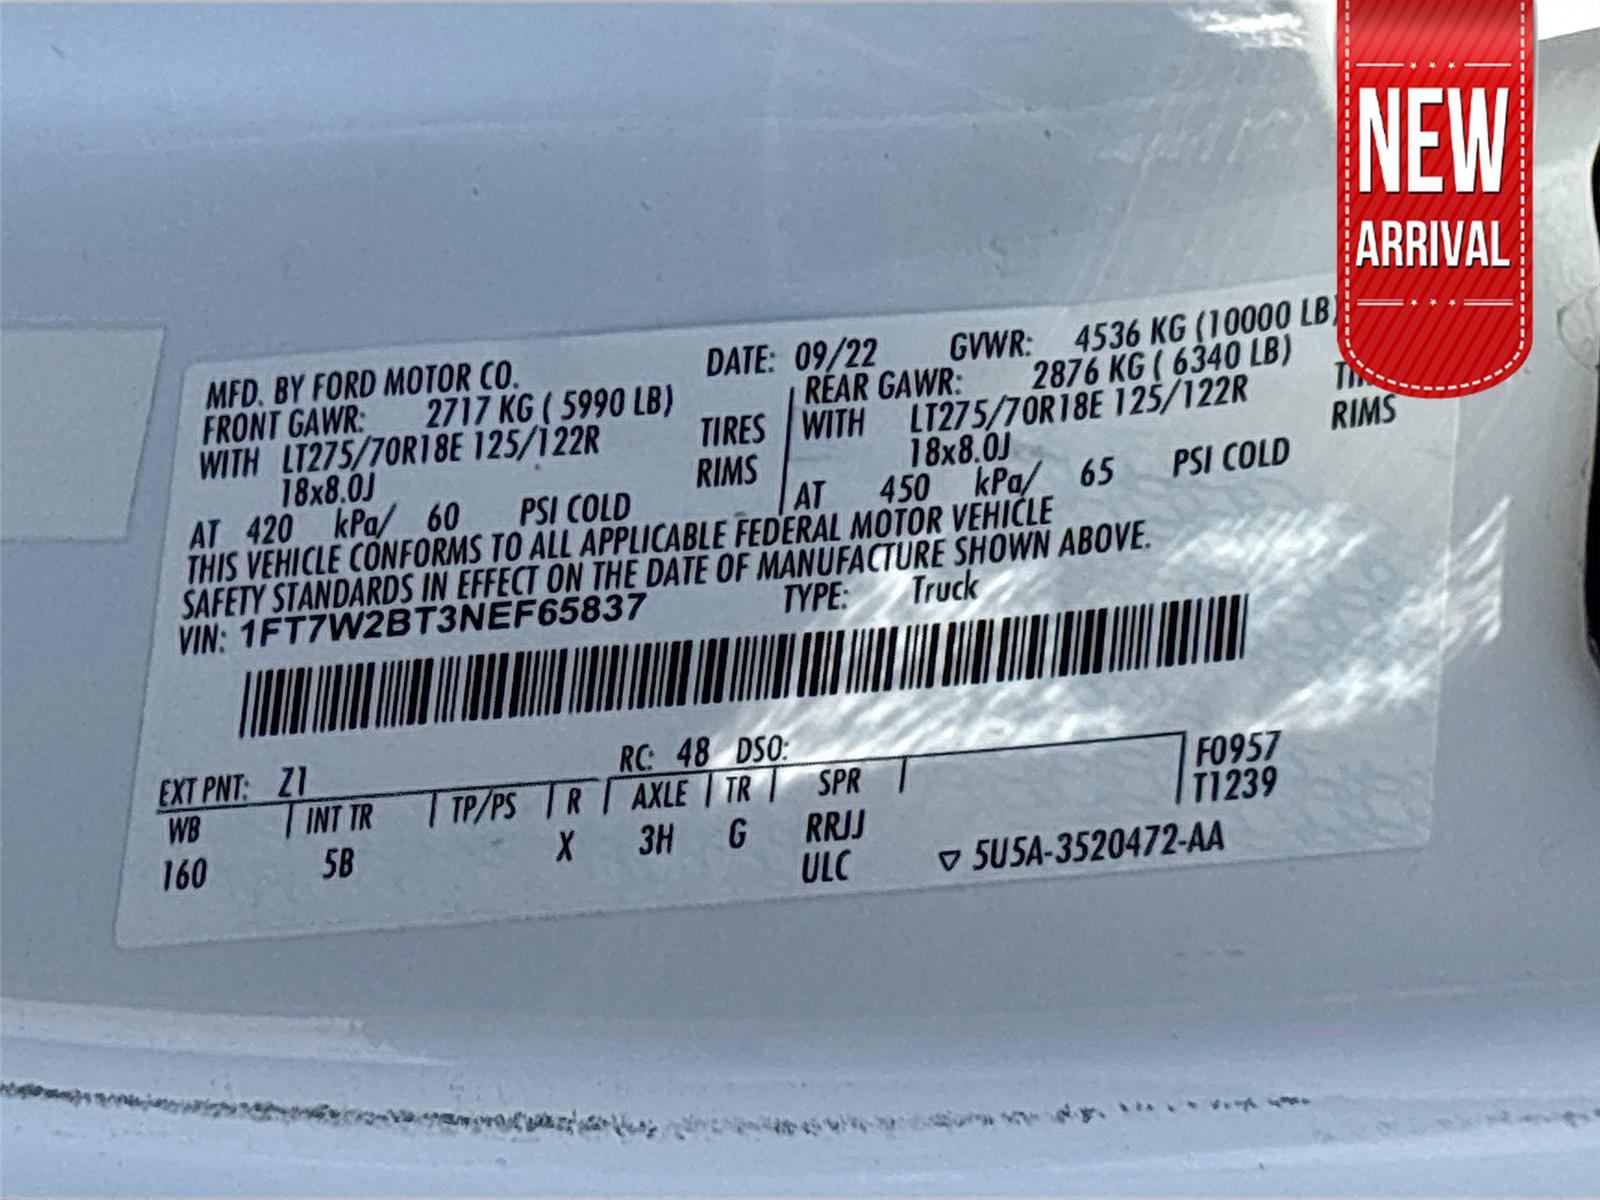 NEW
ARRIVAL
MFD. BY FORD MOTOR CO. DATE: 09/22 GVWR: 4536 KG (10000 LB)
FRONT GAWR: 2717 KG ( 5990 LB) REAR GAWR: 2876 KG ( 6340 LB)
WITH LT275/70R18E 125/122R TIRES WITH LT275/70R18E 125/122R
18x8.0J RIMS 18x8.0J RIMS
AT 420 kPa/ 60 PSI COLD AT 450 kPa/ 65 PSI COLD
THIS VEHICLE CONFORMS TO ALL APPLICABLE FEDERAL MOTOR VEHICLE
SAFETY STANDARDS IN EFFECT ON THE DATE OF MANUFACTURE SHOWN ABOVE.
VIN: 1FT7W2BT3NEF65837 TYPE: Truck
EXT PNT: Z1 RC: 48 DSO: F0957
WB INT TR TP/PS R AXLE TR SPR T1239
160 5B X 3H G RRJJ
ULC ▽ 5U5A-3520472-AA